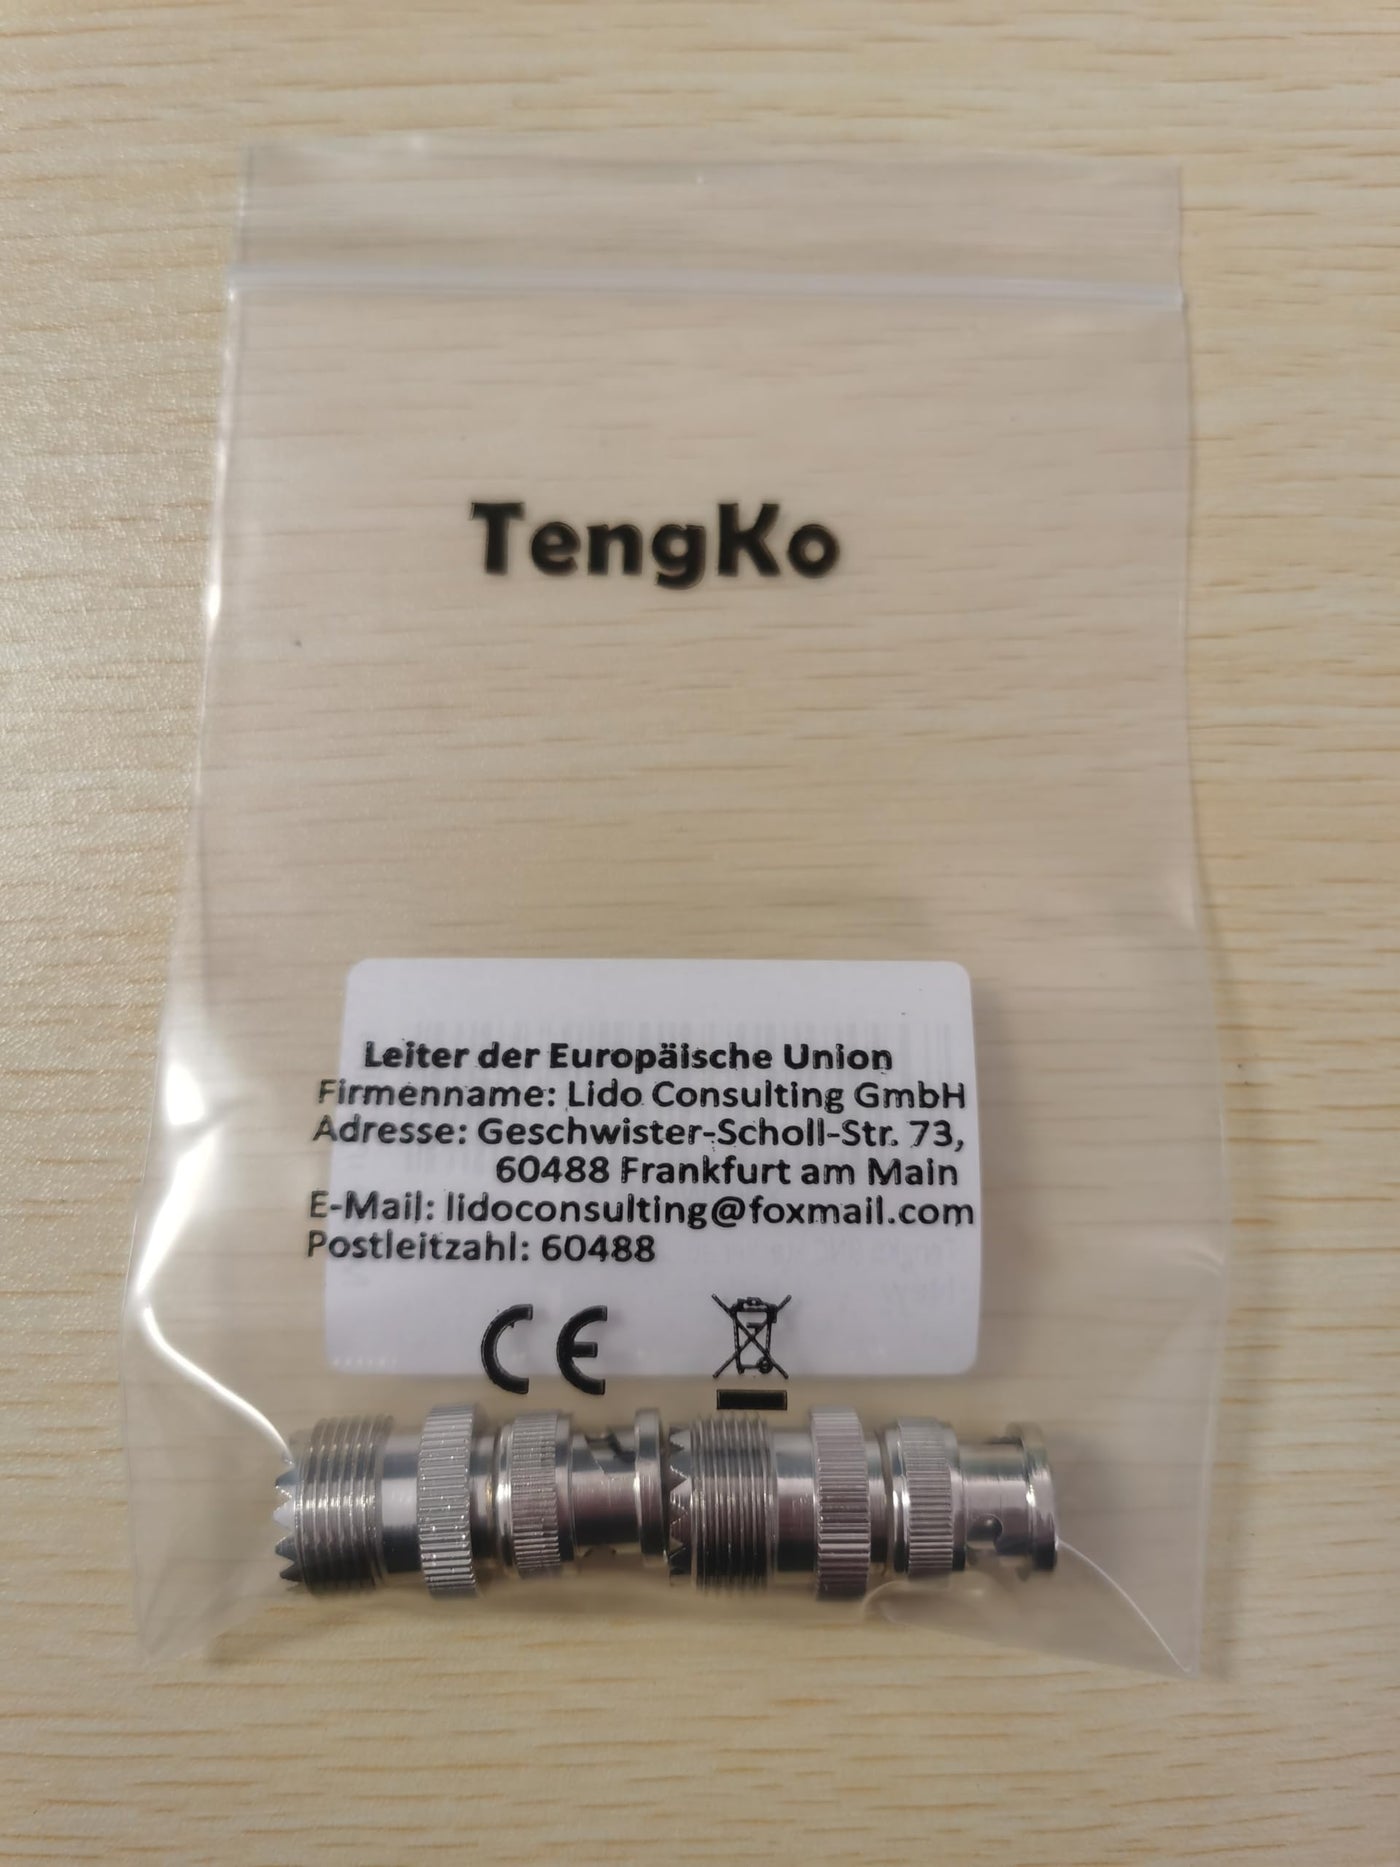 TengKo
Leiter der Europäische Union
Firmenname: Lido Consulting GmbH
Adresse: Geschwister-Scholl-Str. 73,
60488 Frankfurt am Main
E-Mail: lidoconsulting@foxmail.com
Postleitzahl: 60488
CE